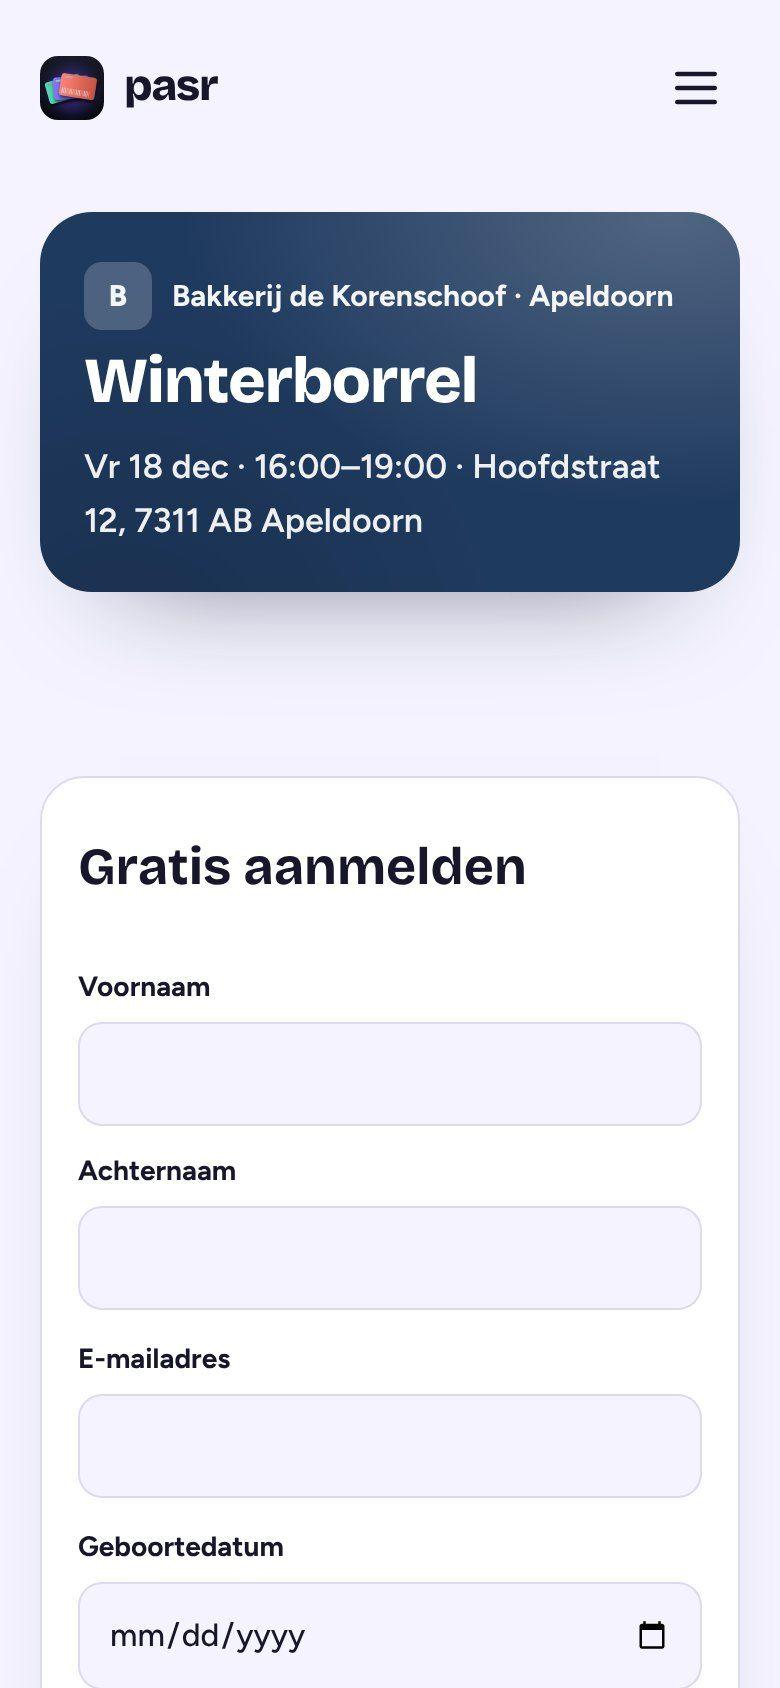 pasr
B
Bakkerij de Korenschoof · Apeldoorn
Winterborrel
Vr 18 dec · 16:00–19:00 · Hoofdstraat
12, 7311 AB Apeldoorn
Gratis aanmelden
Voornaam
Achternaam
E-mailadres
Geboortedatum
mm/dd/yyyy